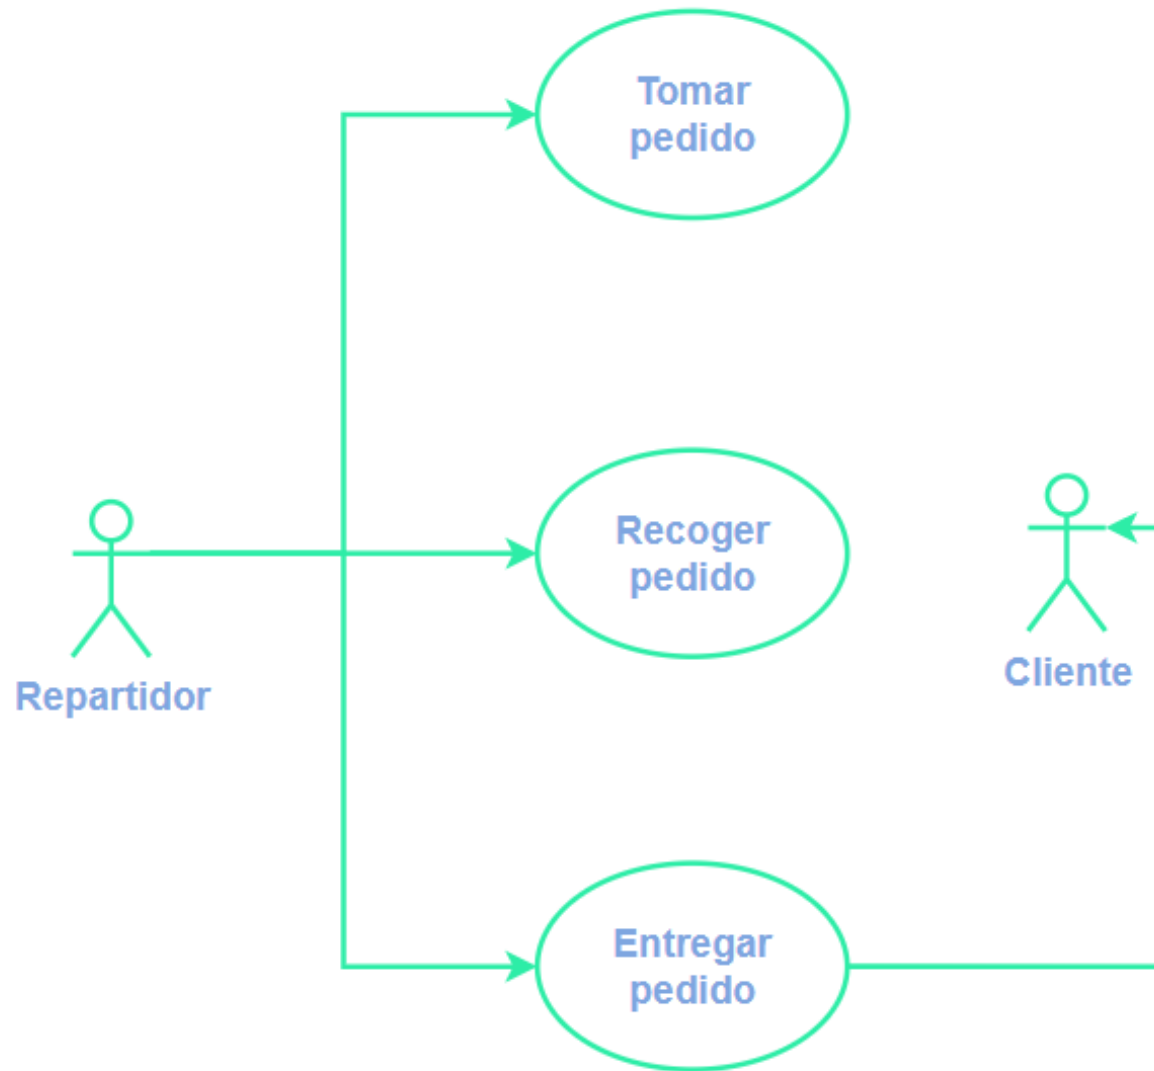 Tomar
pedido
Recoger
pedido
Repartidor
Cliente
Entregar
pedido